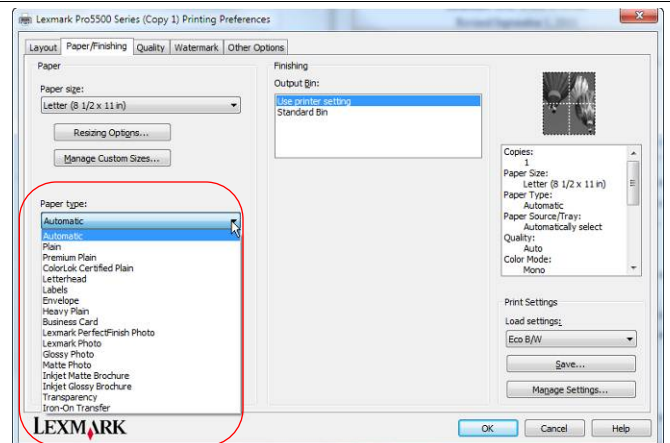 Lexmark Pro5500 Series (Copy 1) Printing Preferences
Layout Paper/Finishing Quality Watermark Other Options
Paper
Paper size:
Letter (8 1/2 x 11 in)
Resizing Options...
Manage Custom Sizes...
Paper type:
Automatic
Automatic
Plain
Premium Plain
ColorLok Certified Plain
Letterhead
Labels
Envelope
Heavy Plain
Business Card
Lexmark PerfectFinish Photo
Lexmark Photo
Glossy Photo
Matte Photo
Inkjet Matte Brochure
Inkjet Glossy Brochure
Transparency
Iron-On Transfer
LEXMARK
Finishing
Output Bin:
Use printer setting
Standard Bin
Copies:
1
Paper Size:
Letter (8 1/2 x 11 in)
Paper Type:
Automatic
Paper Source/Tray:
Automatically select
Quality:
Auto
Color Mode:
Mono
Print Settings
Load settings:
Eco B/W
Save...
Manage Settings...
OK Cancel Help